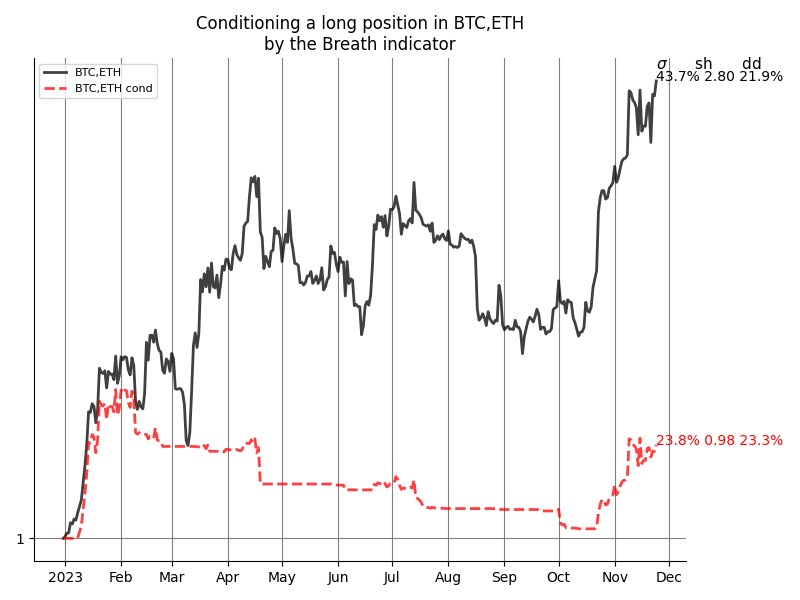 Conditioning a long position in BTC,ETH
by the Breath indicator
σ sh dd
43.7% 2.80 21.9%
BTC,ETH
BTC,ETH cond
23.8% 0.98 23.3%
1
2023 Feb Mar Apr May Jun Jul Aug Sep Oct Nov Dec